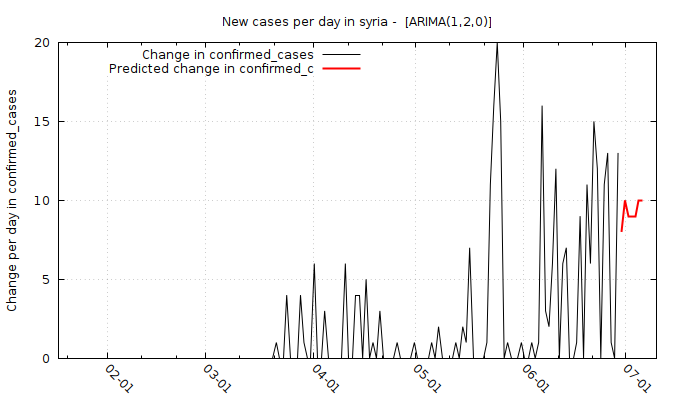 New cases per day in syria -  [ARIMA(1,2,0)]
Change in confirmed_cases
Predicted change in confirmed_c
Change per day in confirmed_cases
20
15
10
5
0
02-01
03-01
04-01
05-01
06-01
07-01